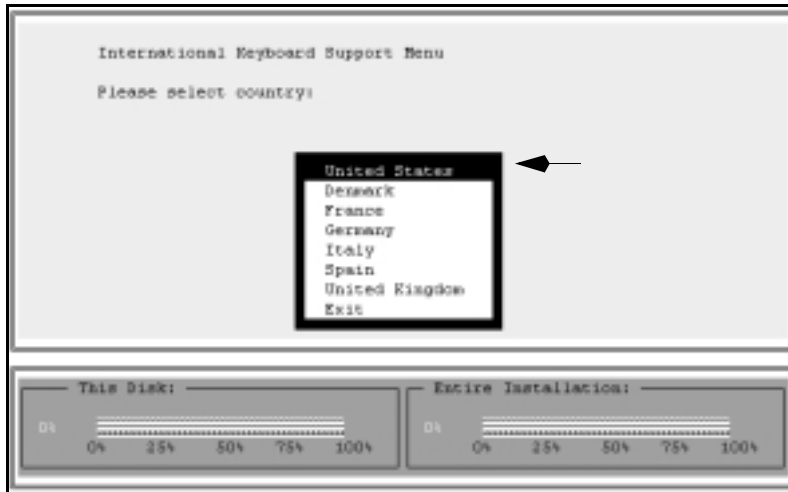 International Keyboard Support Menu
Please select country:
United States
Denmark
France
Germany
Italy
Spain
United Kingdom
Exit
This Disk:
0%
0% 25% 50% 75% 100%
Entire Installation:
0%
0% 25% 50% 75% 100%